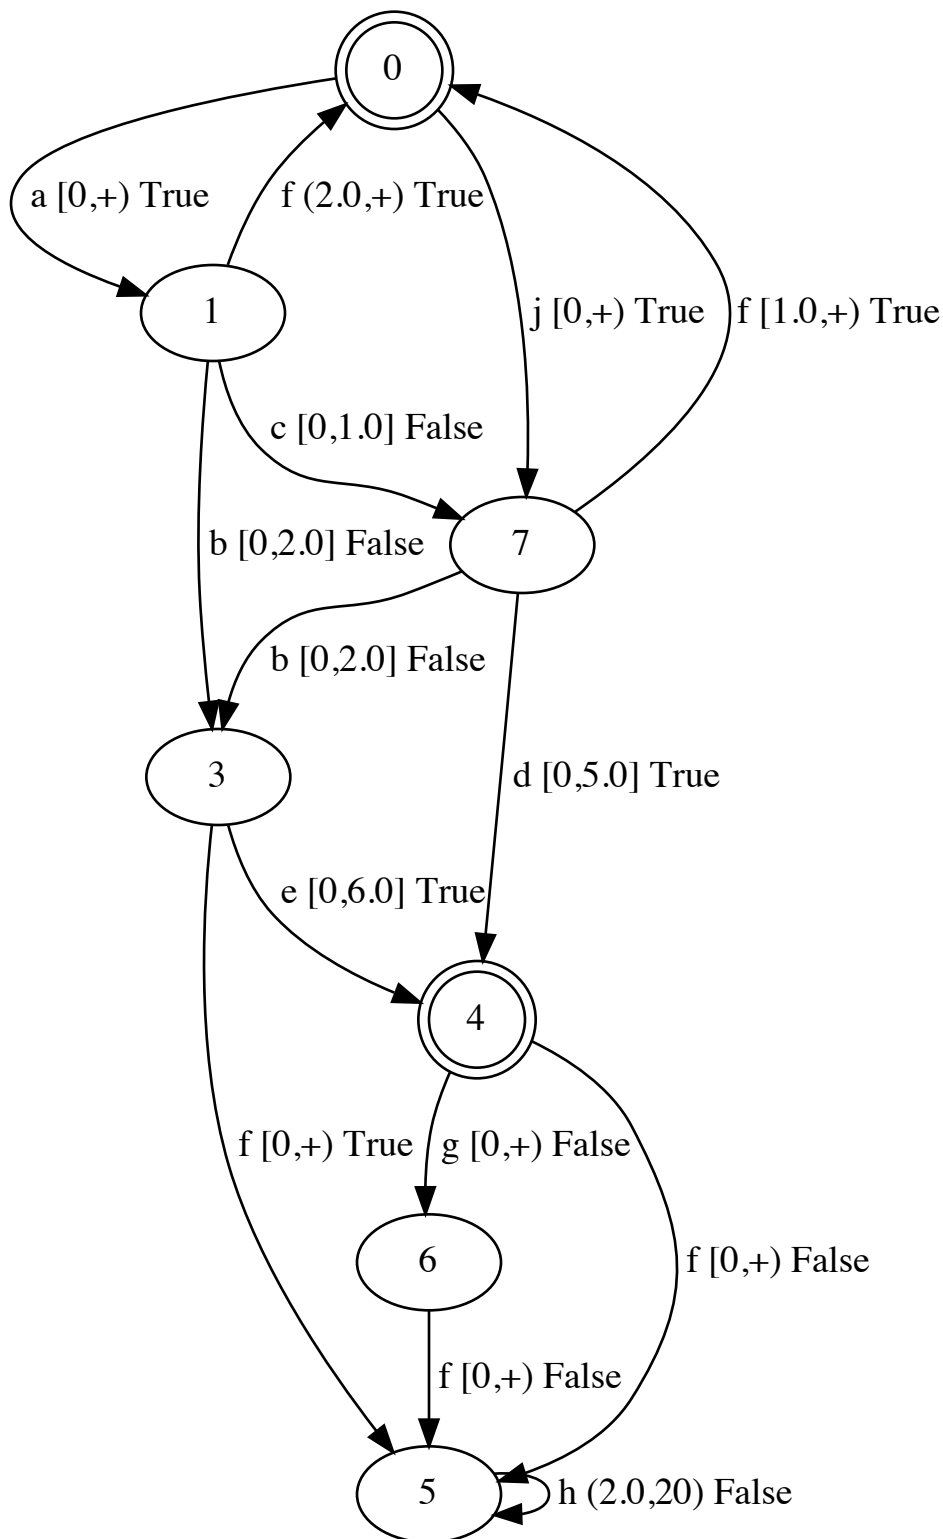 0
a [0,+) True
f (2.0,+) True
1
j [0,+) True
f [1.0,+) True
c [0,1.0] False
b [0,2.0] False
7
b [0,2.0] False
3
d [0,5.0] True
e [0,6.0] True
4
f [0,+) True
g [0,+) False
6
f [0,+) False
f [0,+) False
5
h (2.0,20) False